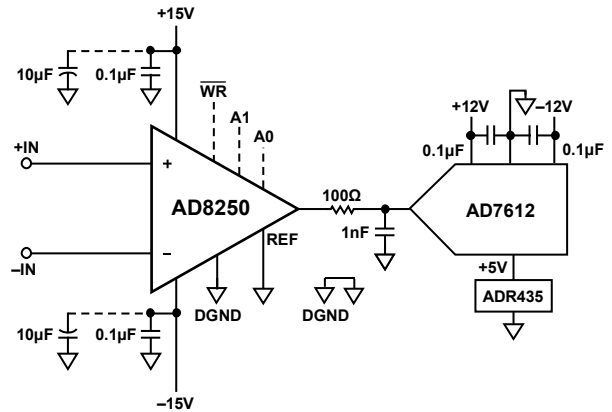 +15V
10µF
0.1µF
WR
A1
A0
+12V
–12V
0.1µF
0.1µF
+IN
+
AD8250
100Ω
AD7612
1nF
REF
–IN
–
+5V
ADR435
DGND
DGND
10µF
0.1µF
–15V